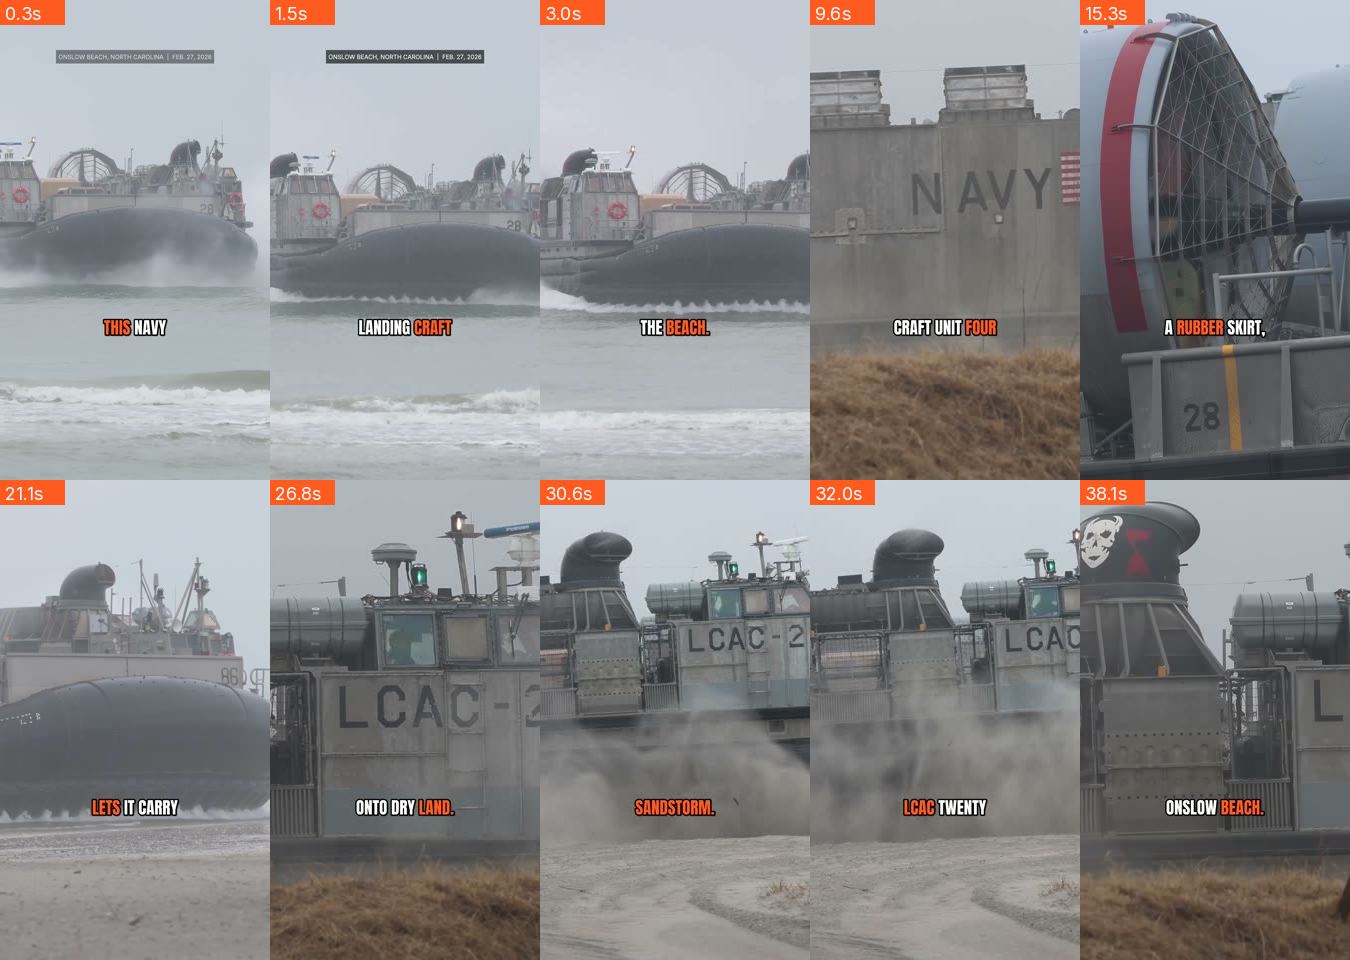 0.3s
ONSLOW BEACH, NORTH CAROLINA | FEB. 27, 2026
28
THIS NAVY
1.5s
ONSLOW BEACH, NORTH CAROLINA | FEB. 27, 2026
28
LANDING CRAFT
3.0s
THE BEACH.
9.6s
NAVY
CRAFT UNIT FOUR
15.3s
A RUBBER SKIRT,
28
21.1s
86
LETS IT CARRY
26.8s
LCAC-2
ONTO DRY LAND.
30.6s
LCAC-2
SANDSTORM.
32.0s
LCAC
LCAC TWENTY
38.1s
L
ONSLOW BEACH.